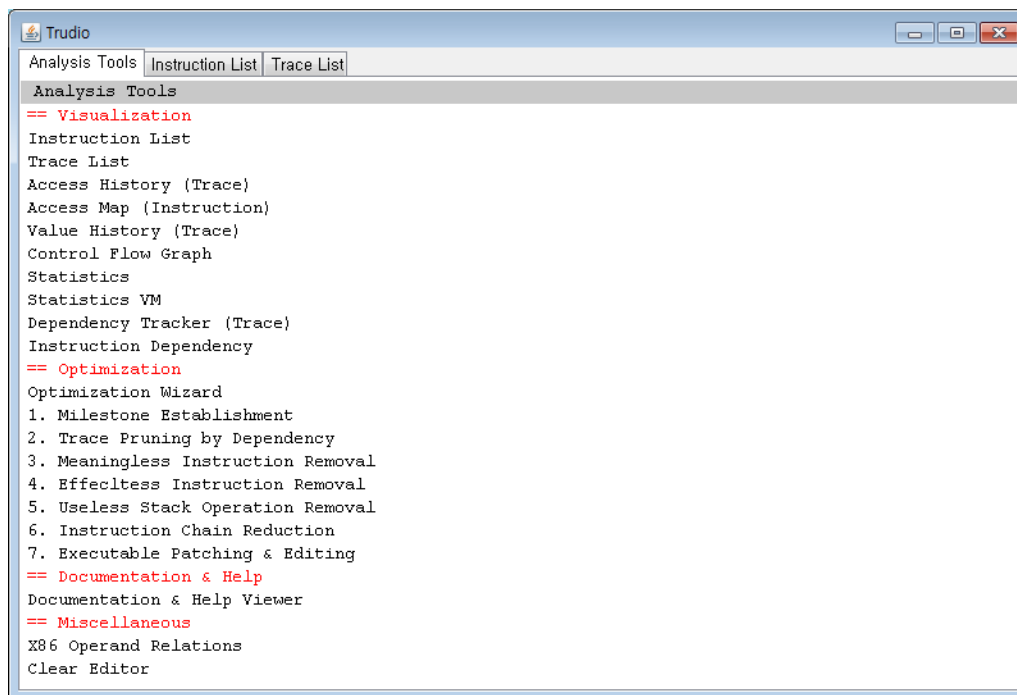 Trudio
Analysis Tools Instruction List Trace List
Analysis Tools
== Visualization
Instruction List
Trace List
Access History (Trace)
Access Map (Instruction)
Value History (Trace)
Control Flow Graph
Statistics
Statistics VM
Dependency Tracker (Trace)
Instruction Dependency
== Optimization
Optimization Wizard
1. Milestone Establishment
2. Trace Pruning by Dependency
3. Meaningless Instruction Removal
4. Effecltess Instruction Removal
5. Useless Stack Operation Removal
6. Instruction Chain Reduction
7. Executable Patching & Editing
== Documentation & Help
Documentation & Help Viewer
== Miscellaneous
X86 Operand Relations
Clear Editor